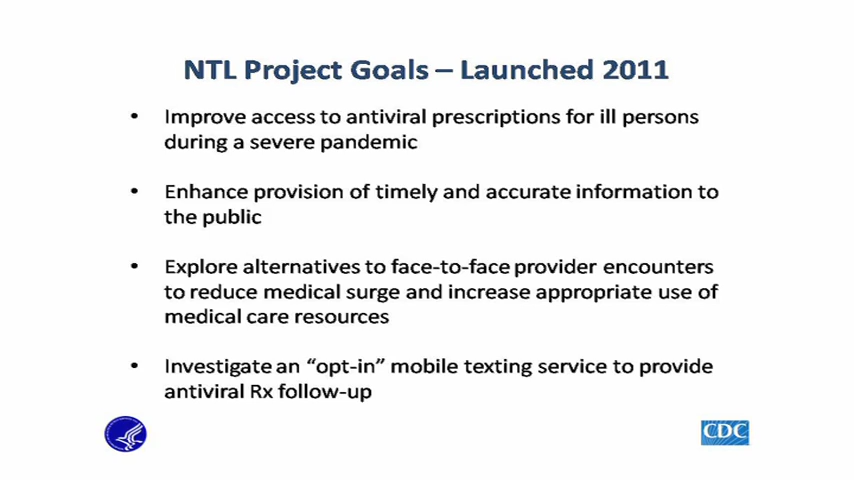 NTL Project Goals – Launched 2011
• Improve access to antiviral prescriptions for ill persons
during a severe pandemic
• Enhance provision of timely and accurate information to
the public
• Explore alternatives to face-to-face provider encounters
to reduce medical surge and increase appropriate use of
medical care resources
• Investigate an “opt-in” mobile texting service to provide
antiviral Rx follow-up
CDC